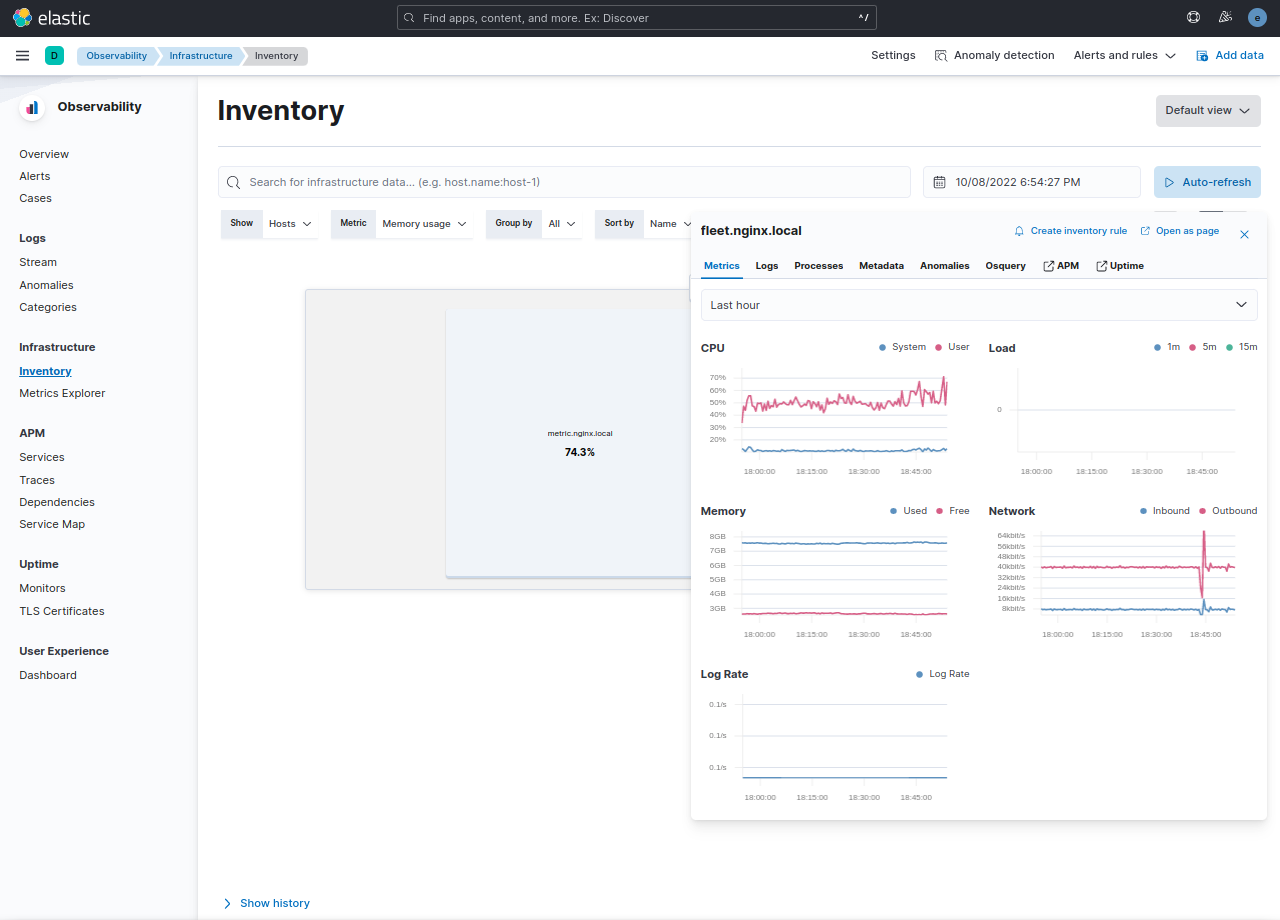 elastic
Find apps, content, and more. Ex: Discover
^/
e
D
Observability
Infrastructure
Inventory
Settings
Anomaly detection
Alerts and rules
Add data
Observability
Overview
Alerts
Cases
Logs
Stream
Anomalies
Categories
Infrastructure
Inventory
Metrics Explorer
APM
Services
Traces
Dependencies
Service Map
Uptime
Monitors
TLS Certificates
User Experience
Dashboard
Inventory
Default view
Search for infrastructure data... (e.g. host.name:host-1)
10/08/2022 6:54:27 PM
Auto-refresh
Show Hosts
Metric Memory usage
Group by All
Sort by Name
metric.nginx.local
74.3%
Show history
fleet.nginx.local
Create inventory rule
Open as page
Metrics
Logs
Processes
Metadata
Anomalies
Osquery
APM
Uptime
Last hour
CPU
System User
70%
60%
50%
40%
30%
20%
18:00:00 18:15:00 18:30:00 18:45:00
Load
1m 5m 15m
0
18:00:00 18:15:00 18:30:00 18:45:00
Memory
Used Free
8GB
7GB
6GB
5GB
4GB
3GB
18:00:00 18:15:00 18:30:00 18:45:00
Network
Inbound Outbound
64kbit/s
56kbit/s
48kbit/s
40kbit/s
32kbit/s
24kbit/s
16kbit/s
8kbit/s
18:00:00 18:15:00 18:30:00 18:45:00
Log Rate
Log Rate
0.1/s
0.1/s
0.1/s
18:00:00 18:15:00 18:30:00 18:45:00